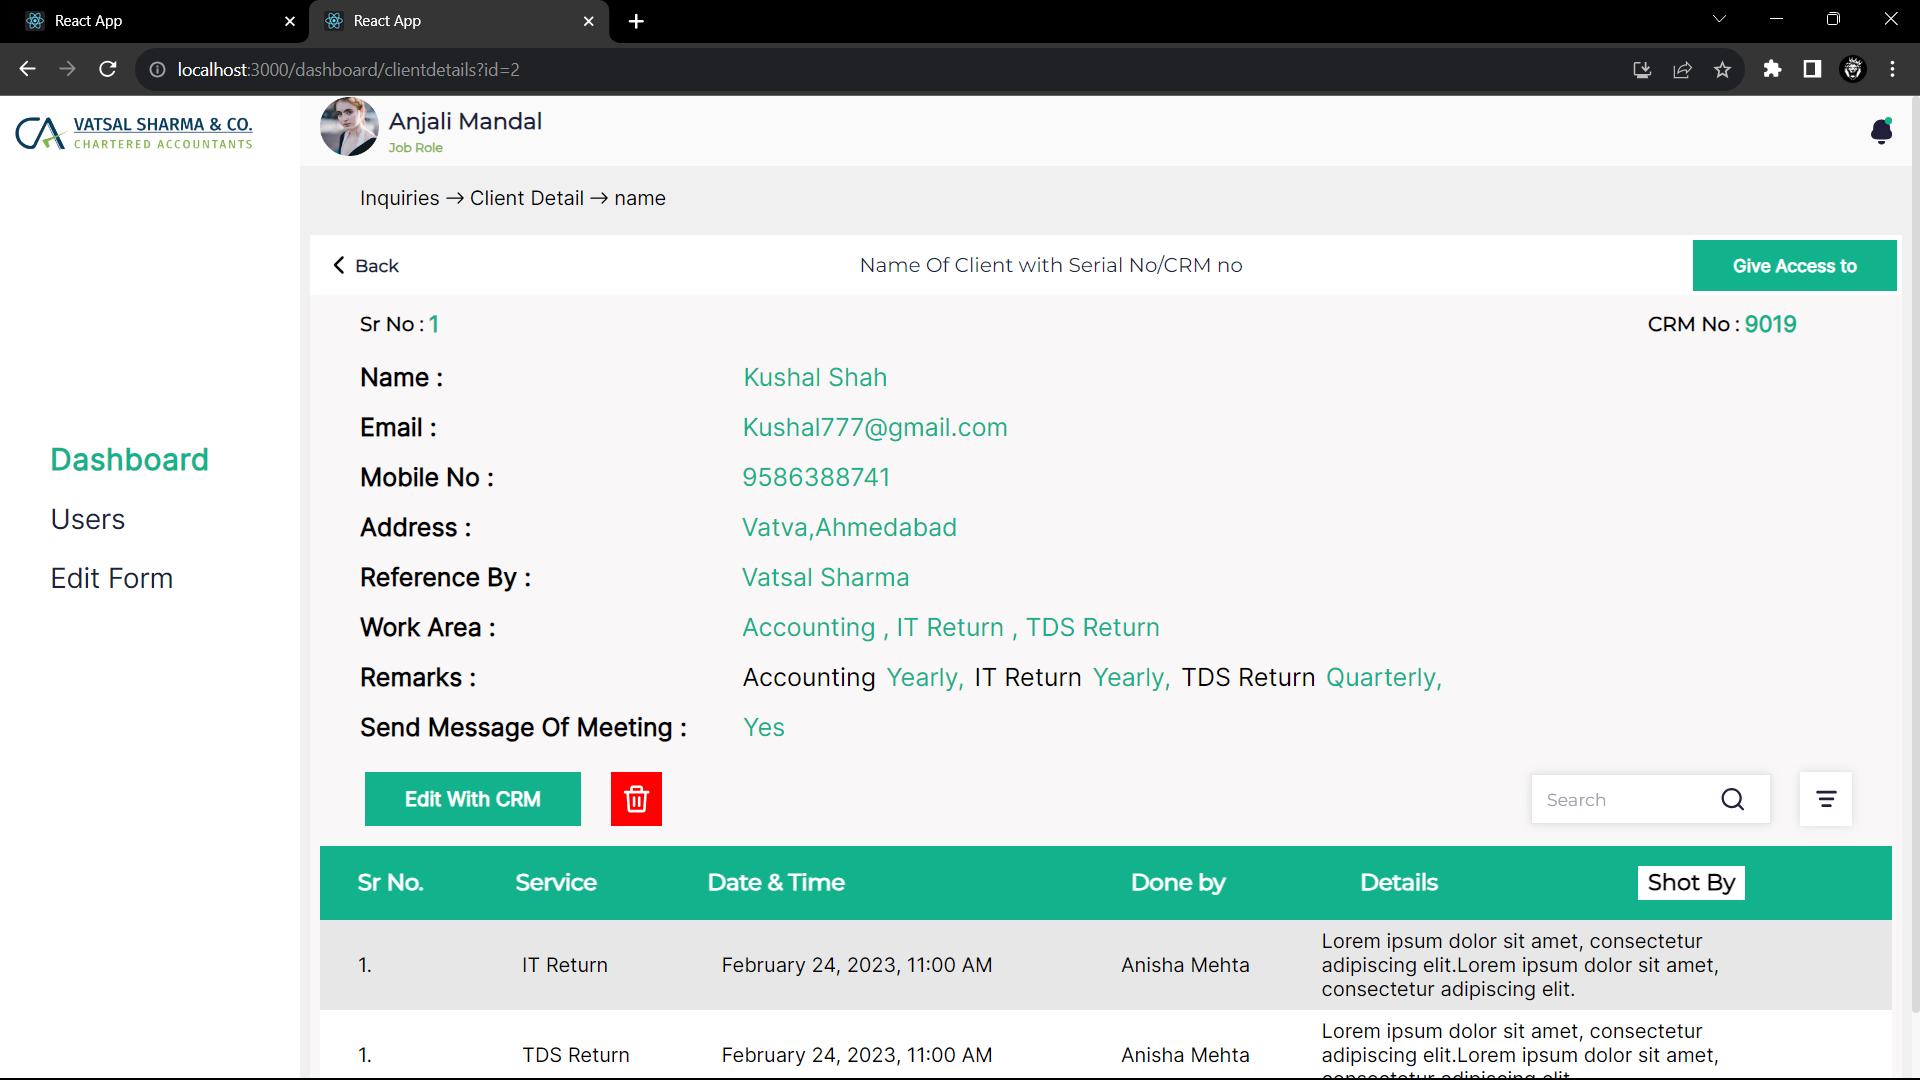 React App
React App
localhost:3000/dashboard/clientdetails?id=2
CA VATSAL SHARMA & CO.
CHARTERED ACCOUNTANTS
Anjali Mandal
Job Role
Inquiries → Client Detail → name
Back
Name Of Client with Serial No/CRM no
Give Access to
Sr No : 1
CRM No : 9019
Name : Kushal Shah
Email : Kushal777@gmail.com
Mobile No : 9586388741
Address : Vatva,Ahmedabad
Reference By : Vatsal Sharma
Work Area : Accounting , IT Return , TDS Return
Remarks : Accounting Yearly, IT Return Yearly, TDS Return Quarterly,
Send Message Of Meeting : Yes
Dashboard
Users
Edit Form
Edit With CRM
Search
Sr No. Service Date & Time Done by Details Shot By
1. IT Return February 24, 2023, 11:00 AM Anisha Mehta
Lorem ipsum dolor sit amet, consectetur
adipiscing elit.Lorem ipsum dolor sit amet,
consectetur adipiscing elit.
1. TDS Return February 24, 2023, 11:00 AM Anisha Mehta
Lorem ipsum dolor sit amet, consectetur
adipiscing elit.Lorem ipsum dolor sit amet,